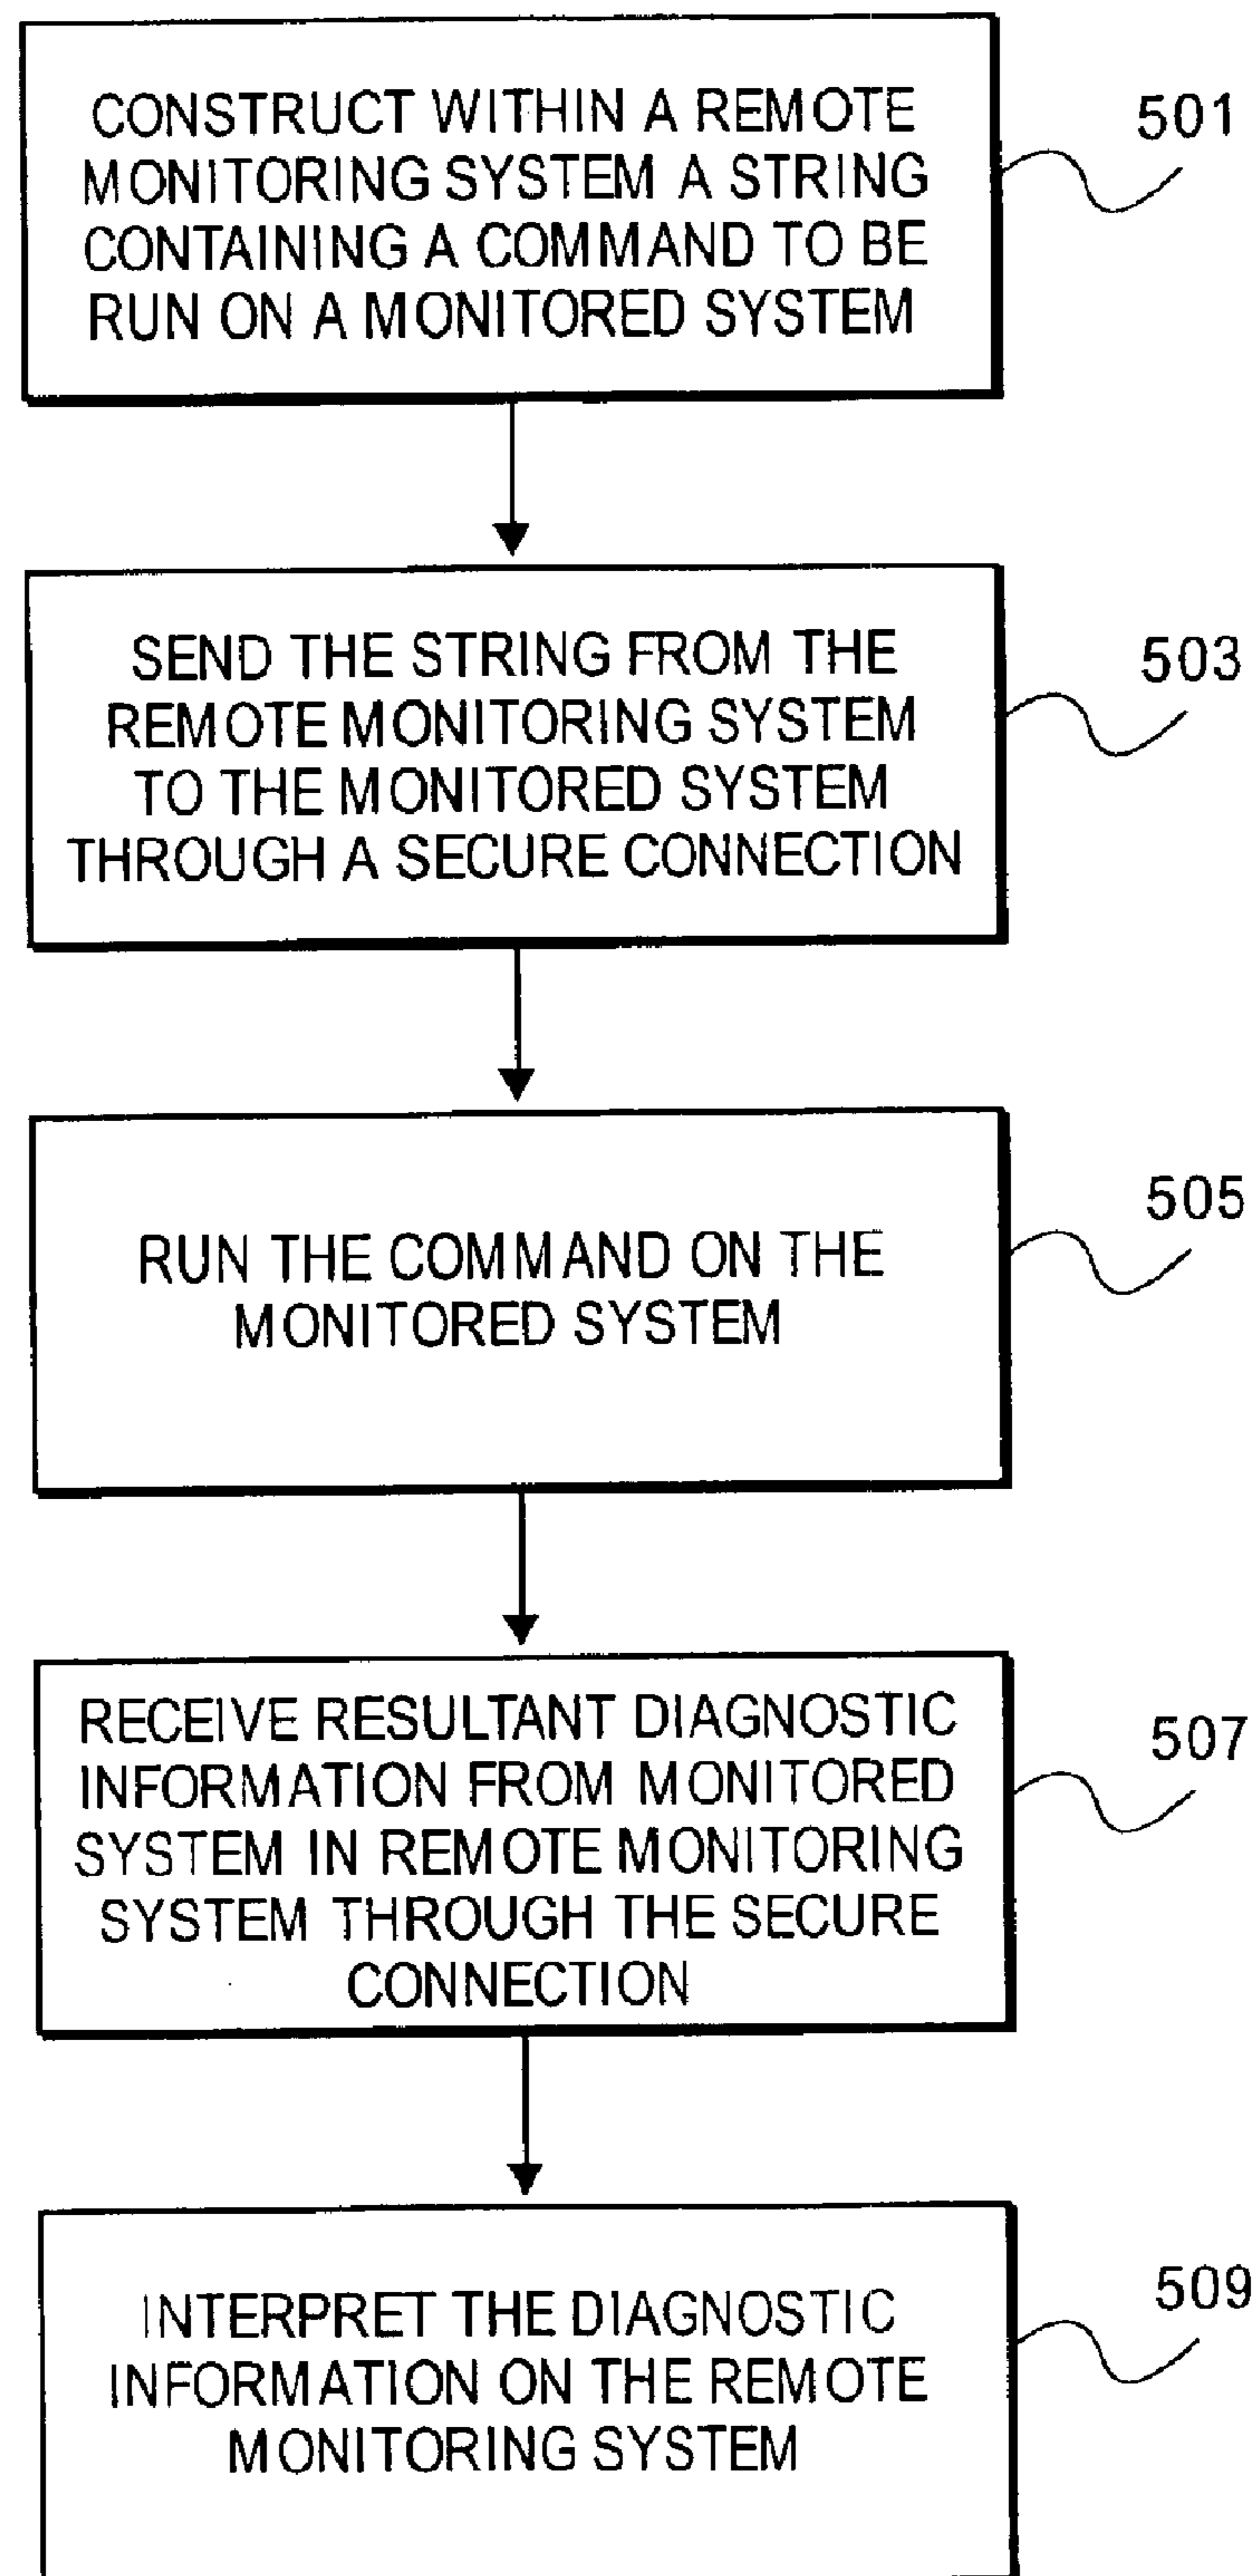 CONSTRUCT WITHIN A REMOTE
MONITORING SYSTEM A STRING
CONTAINING A COMMAND TO BE
RUN ON A MONITORED SYSTEM
501
SEND THE STRING FROM THE
REMOTE MONITORING SYSTEM
TO THE MONITORED SYSTEM
THROUGH A SECURE CONNECTION
503
RUN THE COMMAND ON THE
MONITORED SYSTEM
505
RECEIVE RESULTANT DIAGNOSTIC
INFORMATION FROM MONITORED
SYSTEM IN REMOTE MONITORING
SYSTEM THROUGH THE SECURE
CONNECTION
507
INTERPRET THE DIAGNOSTIC
INFORMATION ON THE REMOTE
MONITORING SYSTEM
509